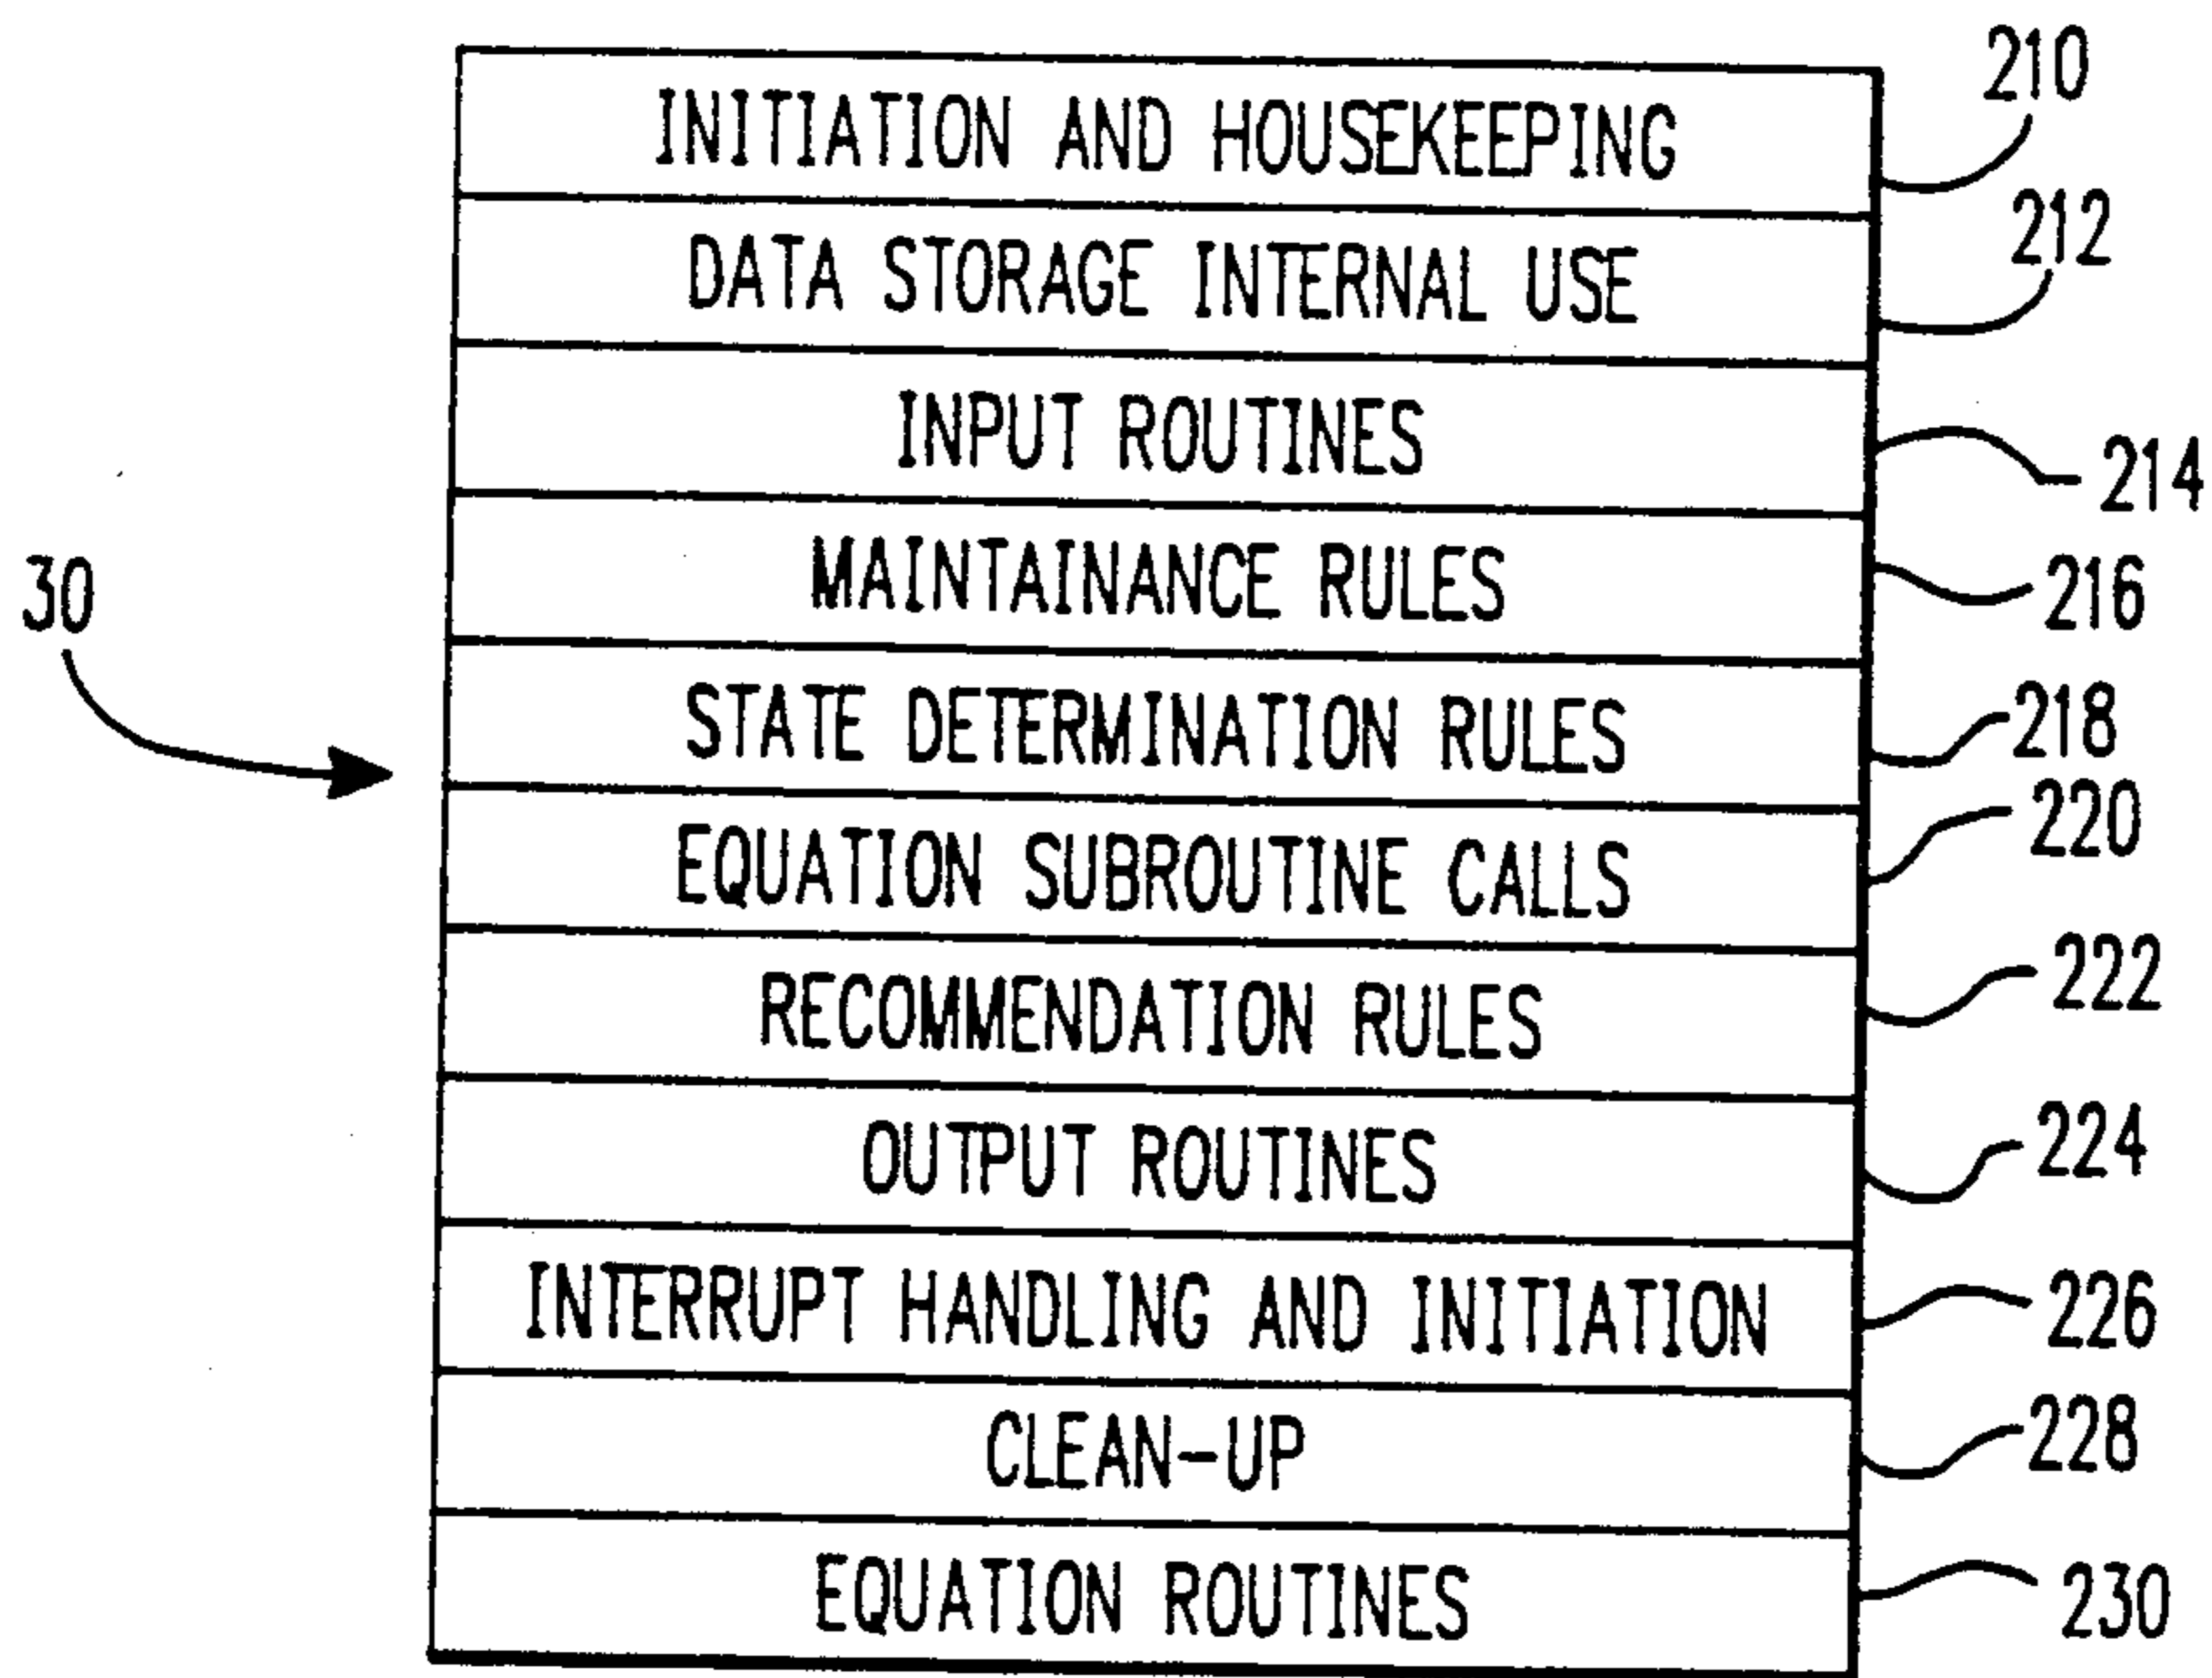 INITIATION AND HOUSEKEEPING 210
DATA STORAGE INTERNAL USE 212
INPUT ROUTINES 214
MAINTAINANCE RULES 216
30
STATE DETERMINATION RULES 218
EQUATION SUBROUTINE CALLS 220
RECOMMENDATION RULES 222
OUTPUT ROUTINES 224
INTERRUPT HANDLING AND INITIATION 226
CLEAN-UP 228
EQUATION ROUTINES 230